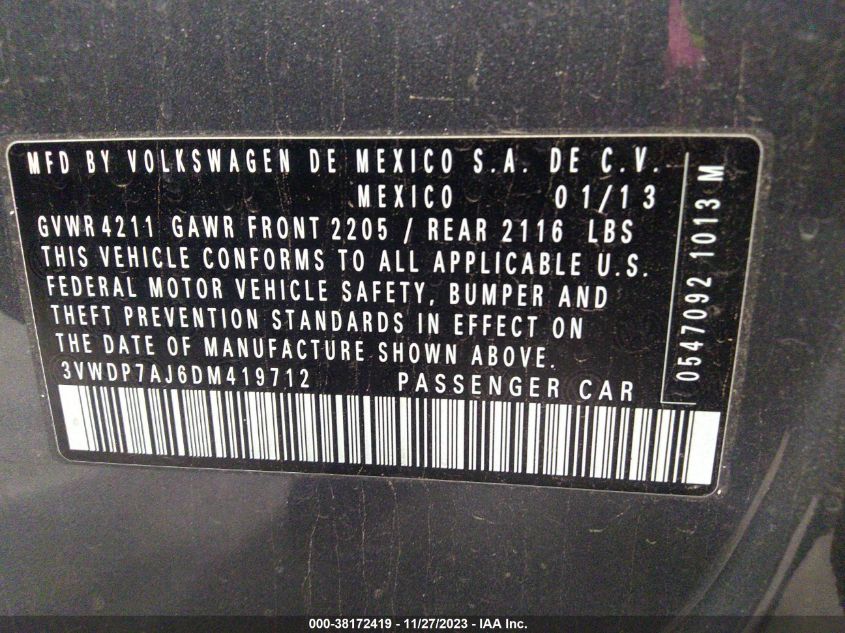 MFD BY VOLKSWAGEN DE MEXICO S.A. DE C.V.
MEXICO 01/13
GVWR 4211 GAWR FRONT 2205 / REAR 2116 LBS
THIS VEHICLE CONFORMS TO ALL APPLICABLE U.S.
FEDERAL MOTOR VEHICLE SAFETY, BUMPER AND
THEFT PREVENTION STANDARDS IN EFFECT ON
THE DATE OF MANUFACTURE SHOWN ABOVE.
3VWDP7AJ6DM419712 PASSENGER CAR
0547092 1013 M
000-38172419 - 11/27/2023 - IAA Inc.